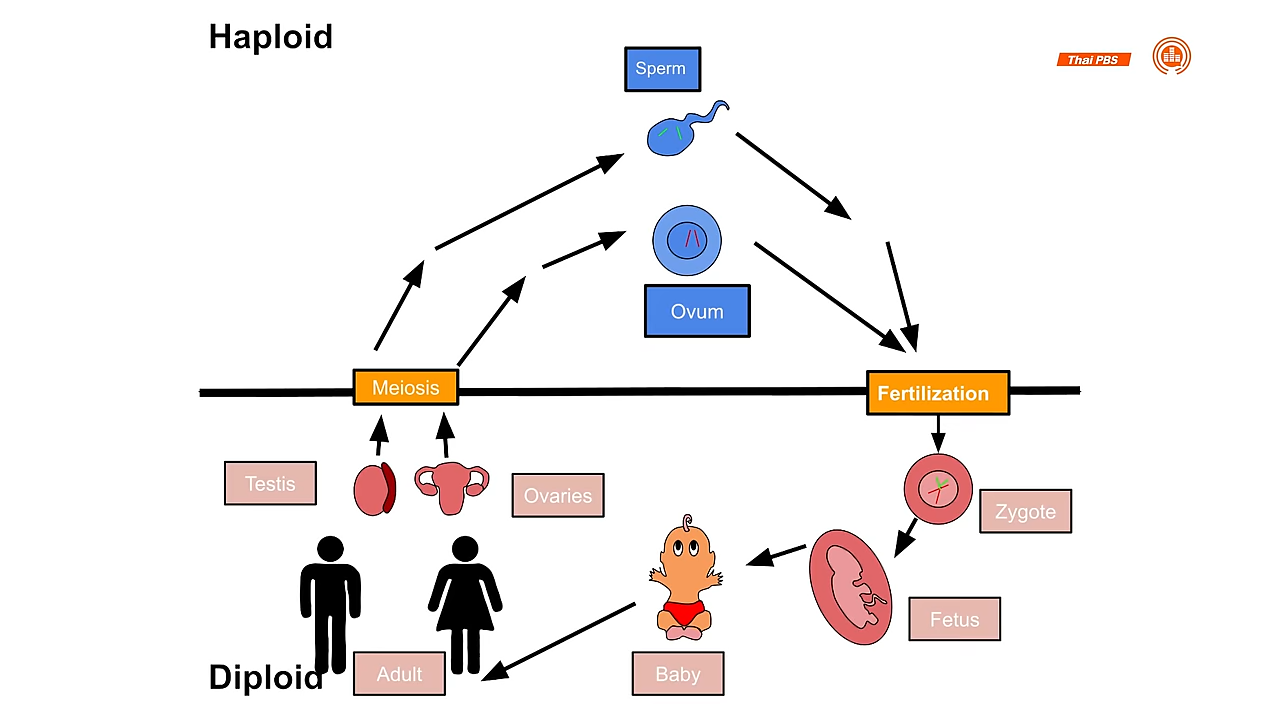 Haploid
Thai PBS
Sperm
Ovum
Meiosis
Fertilization
Testis
Ovaries
Zygote
Fetus
Diploid
Adult
Baby